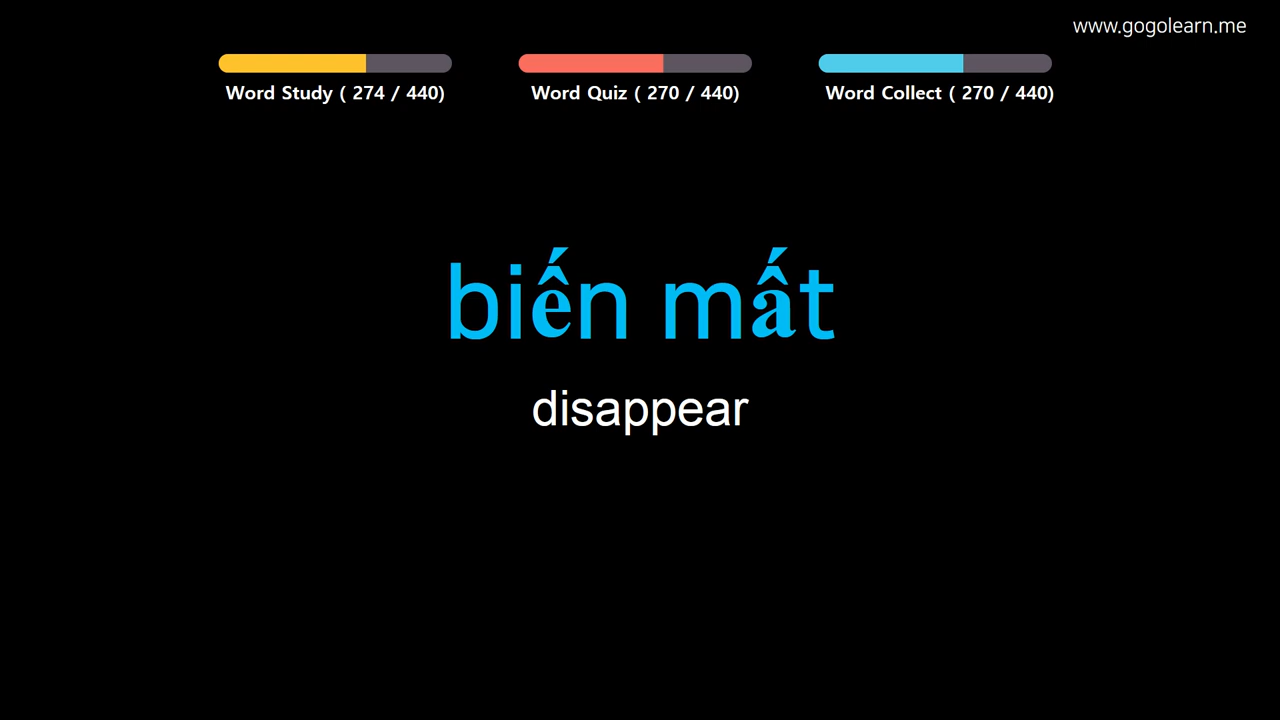 www.gogolearn.me
Word Study ( 274 / 440)
Word Quiz ( 270 / 440)
Word Collect ( 270 / 440)
biến mất
disappear